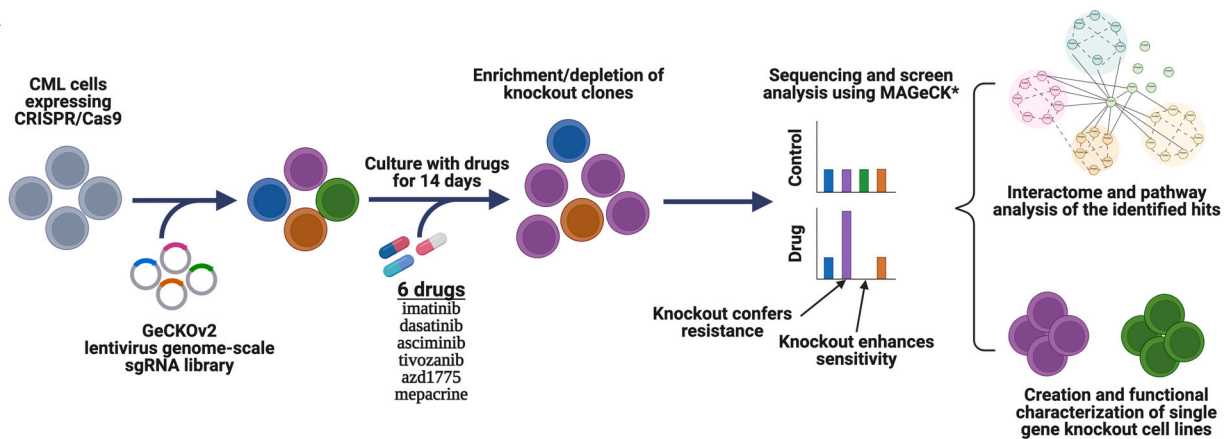 CML cells
expressing
CRISPR/Cas9
GeCKOv2
lentivirus genome-scale
sgRNA library
Culture with drugs
for 14 days
6 drugs
imatinib
dasatinib
asciminib
tivozanib
azd1775
mepacrine
Enrichment/depletion of
knockout clones
Sequencing and screen
analysis using MAGeCK*
Control
Drug
Knockout confers
resistance
Knockout enhances
sensitivity
Interactome and pathway
analysis of the identified hits
Creation and functional
characterization of single
gene knockout cell lines